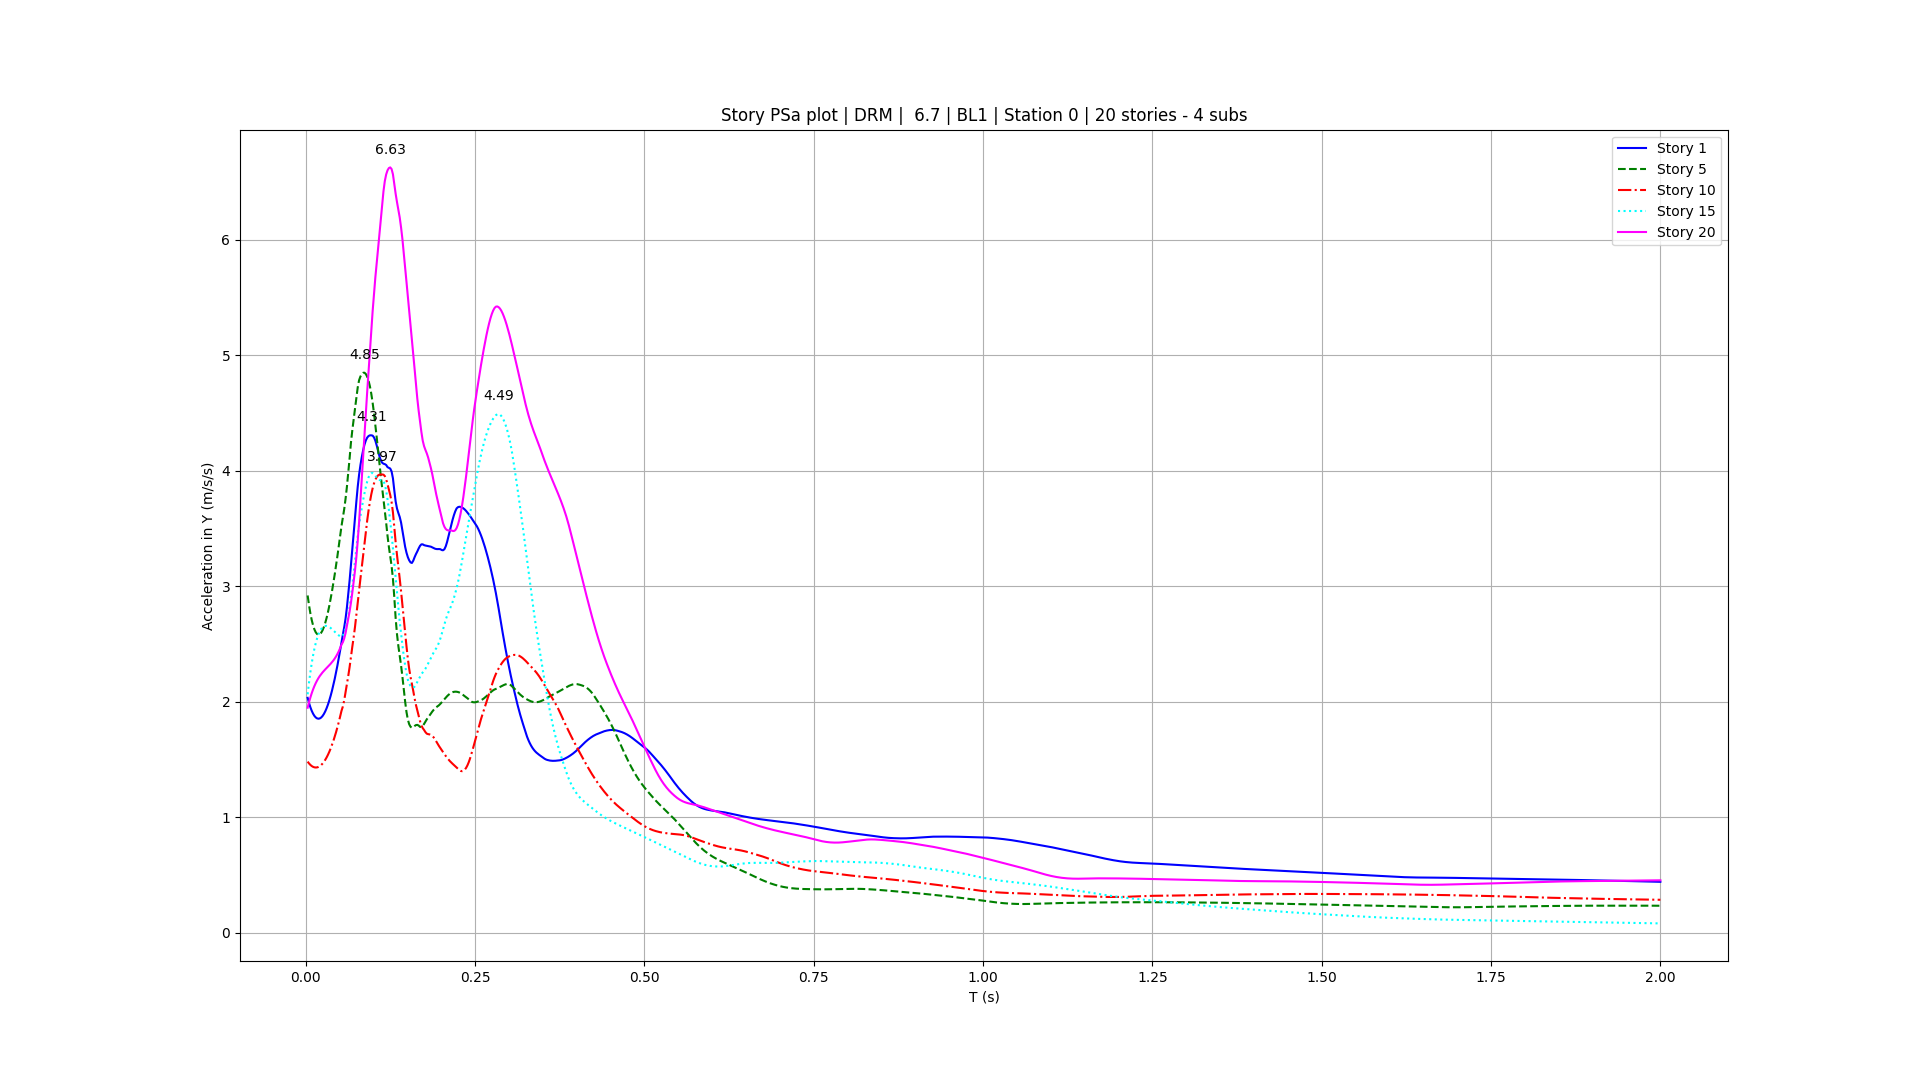 Story PSa plot | DRM |  6.7 | BL1 | Station 0 | 20 stories - 4 subs
Story 1
Story 5
Story 10
Story 15
Story 20
6.63
4.85
4.31
3.97
4.49
Acceleration in Y (m/s/s)
6
5
4
3
2
1
0
0.00 0.25 0.50 0.75 1.00 1.25 1.50 1.75 2.00
T (s)